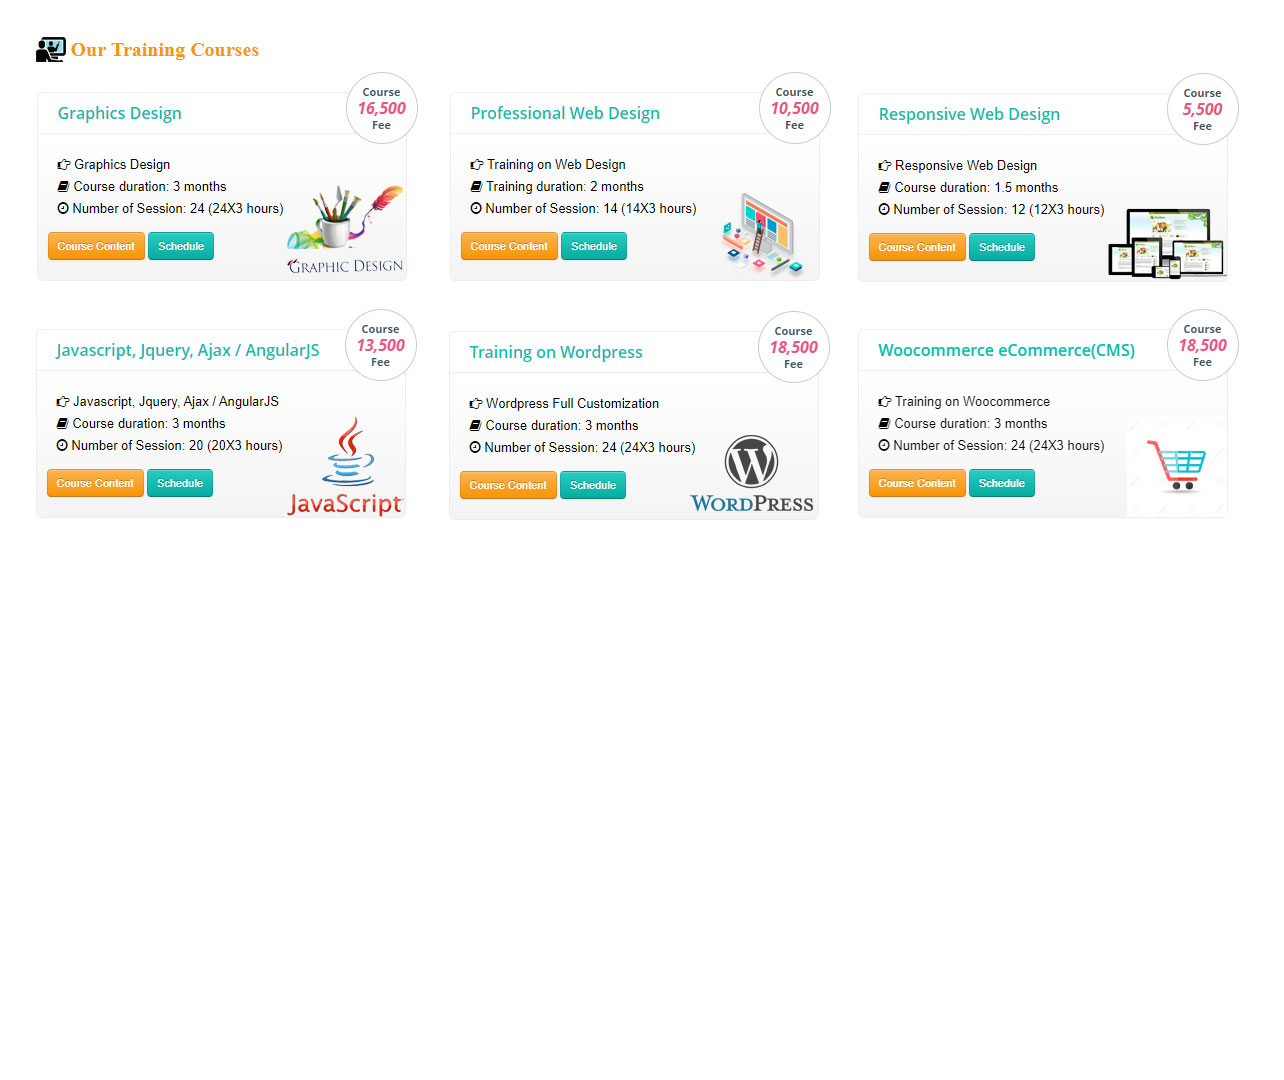 Our Training Courses
Graphics Design
Course
16,500
Fee
Graphics Design
Course duration: 3 months
Number of Session: 24 (24X3 hours)
Course Content Schedule
GRAPHIC DESIGN
Professional Web Design
Course
10,500
Fee
Training on Web Design
Training duration: 2 months
Number of Session: 14 (14X3 hours)
Course Content Schedule
Responsive Web Design
Course
5,500
Fee
Responsive Web Design
Course duration: 1.5 months
Number of Session: 12 (12X3 hours)
Course Content Schedule
Javascript, Jquery, Ajax / AngularJS
Course
13,500
Fee
Javascript, Jquery, Ajax / AngularJS
Course duration: 3 months
Number of Session: 20 (20X3 hours)
Course Content Schedule
JavaScript
Training on Wordpress
Course
18,500
Fee
Wordpress Full Customization
Course duration: 3 months
Number of Session: 24 (24X3 hours)
Course Content Schedule
WORDPRESS
Woocommerce eCommerce(CMS)
Course
18,500
Fee
Training on Woocommerce
Course duration: 3 months
Number of Session: 24 (24X3 hours)
Course Content Schedule